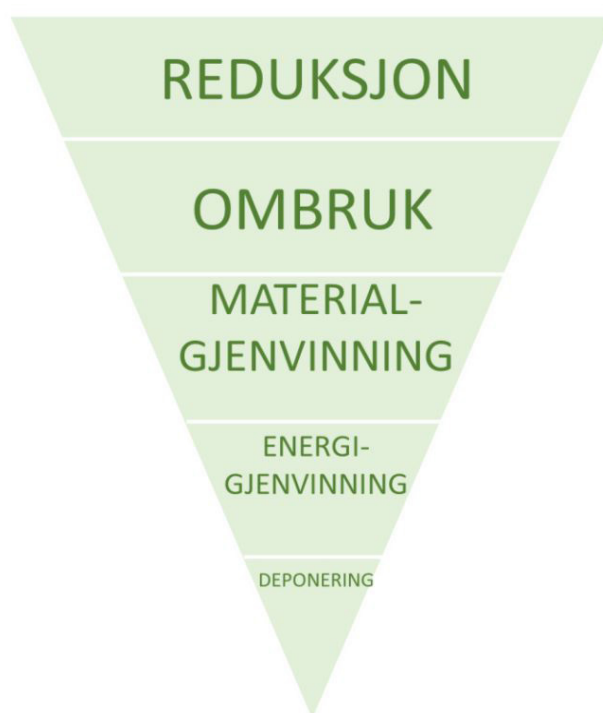 REDUKSJON
OMBRUK
MATERIAL-
GJENVINNING
ENERGI-
GJENVINNING
DEPONERING